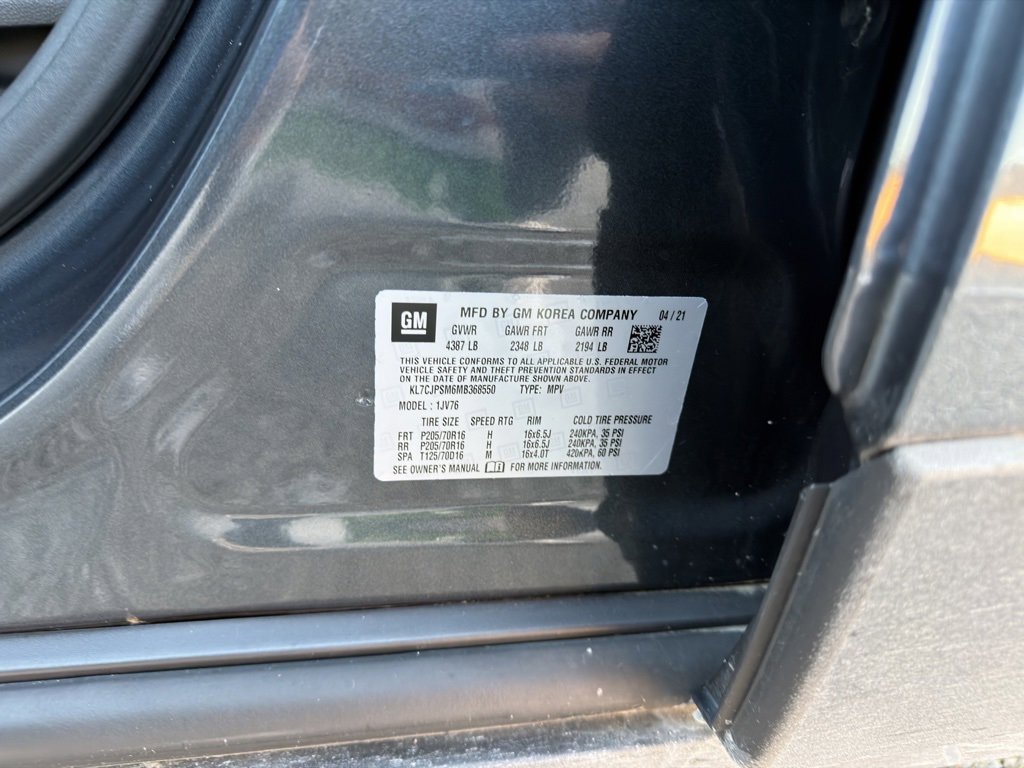 GM MFD BY GM KOREA COMPANY 04 / 21
GVWR GAWR FRT GAWR RR
4387 LB 2348 LB 2194 LB
THIS VEHICLE CONFORMS TO ALL APPLICABLE U.S. FEDERAL MOTOR
VEHICLE SAFETY AND THEFT PREVENTION STANDARDS IN EFFECT
ON THE DATE OF MANUFACTURE SHOWN ABOVE.
KL7CJPSM6MB368550 TYPE: MPV
MODEL : 1JV76
TIRE SIZE SPEED RTG RIM COLD TIRE PRESSURE
FRT P205/70R16 H 16x6.5J 240KPA, 35 PSI
RR P205/70R16 H 16x6.5J 240KPA, 35 PSI
SPA T125/70D16 M 16x4.0T 420KPA, 60 PSI
SEE OWNER'S MANUAL FOR MORE INFORMATION.